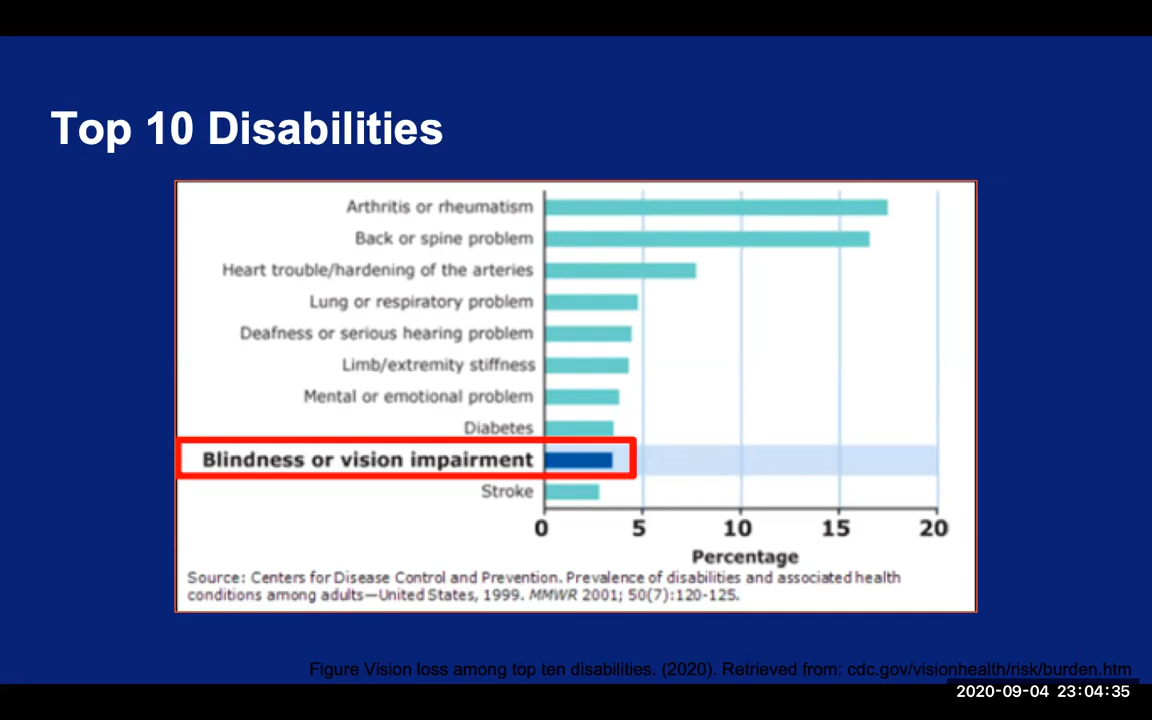 Top 10 Disabilities
Arthritis or rheumatism
Back or spine problem
Heart trouble/hardening of the arteries
Lung or respiratory problem
Deafness or serious hearing problem
Limb/extremity stiffness
Mental or emotional problem
Diabetes
Blindness or vision impairment
Stroke
0 5 10 15 20
Percentage
Source: Centers for Disease Control and Prevention. Prevalence of disabilities and associated health
conditions among adults—United States, 1999. MMWR 2001; 50(7):120-125.
Figure Vision loss among top ten disabilities. (2020). Retrieved from: cdc.gov/visionhealth/risk/burden.htm
2020-09-04 23:04:35